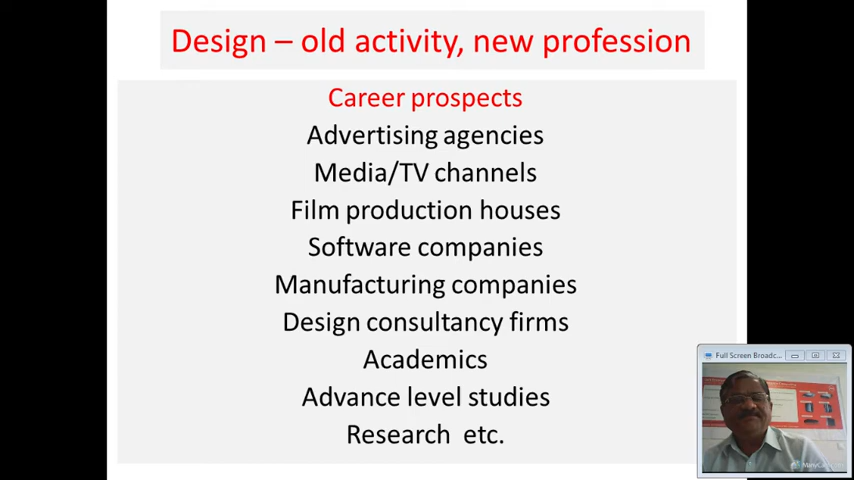 Design – old activity, new profession
Career prospects
Advertising agencies
Media/TV channels
Film production houses
Software companies
Manufacturing companies
Design consultancy firms
Academics
Advance level studies
Research etc.
Full Screen Broadc...